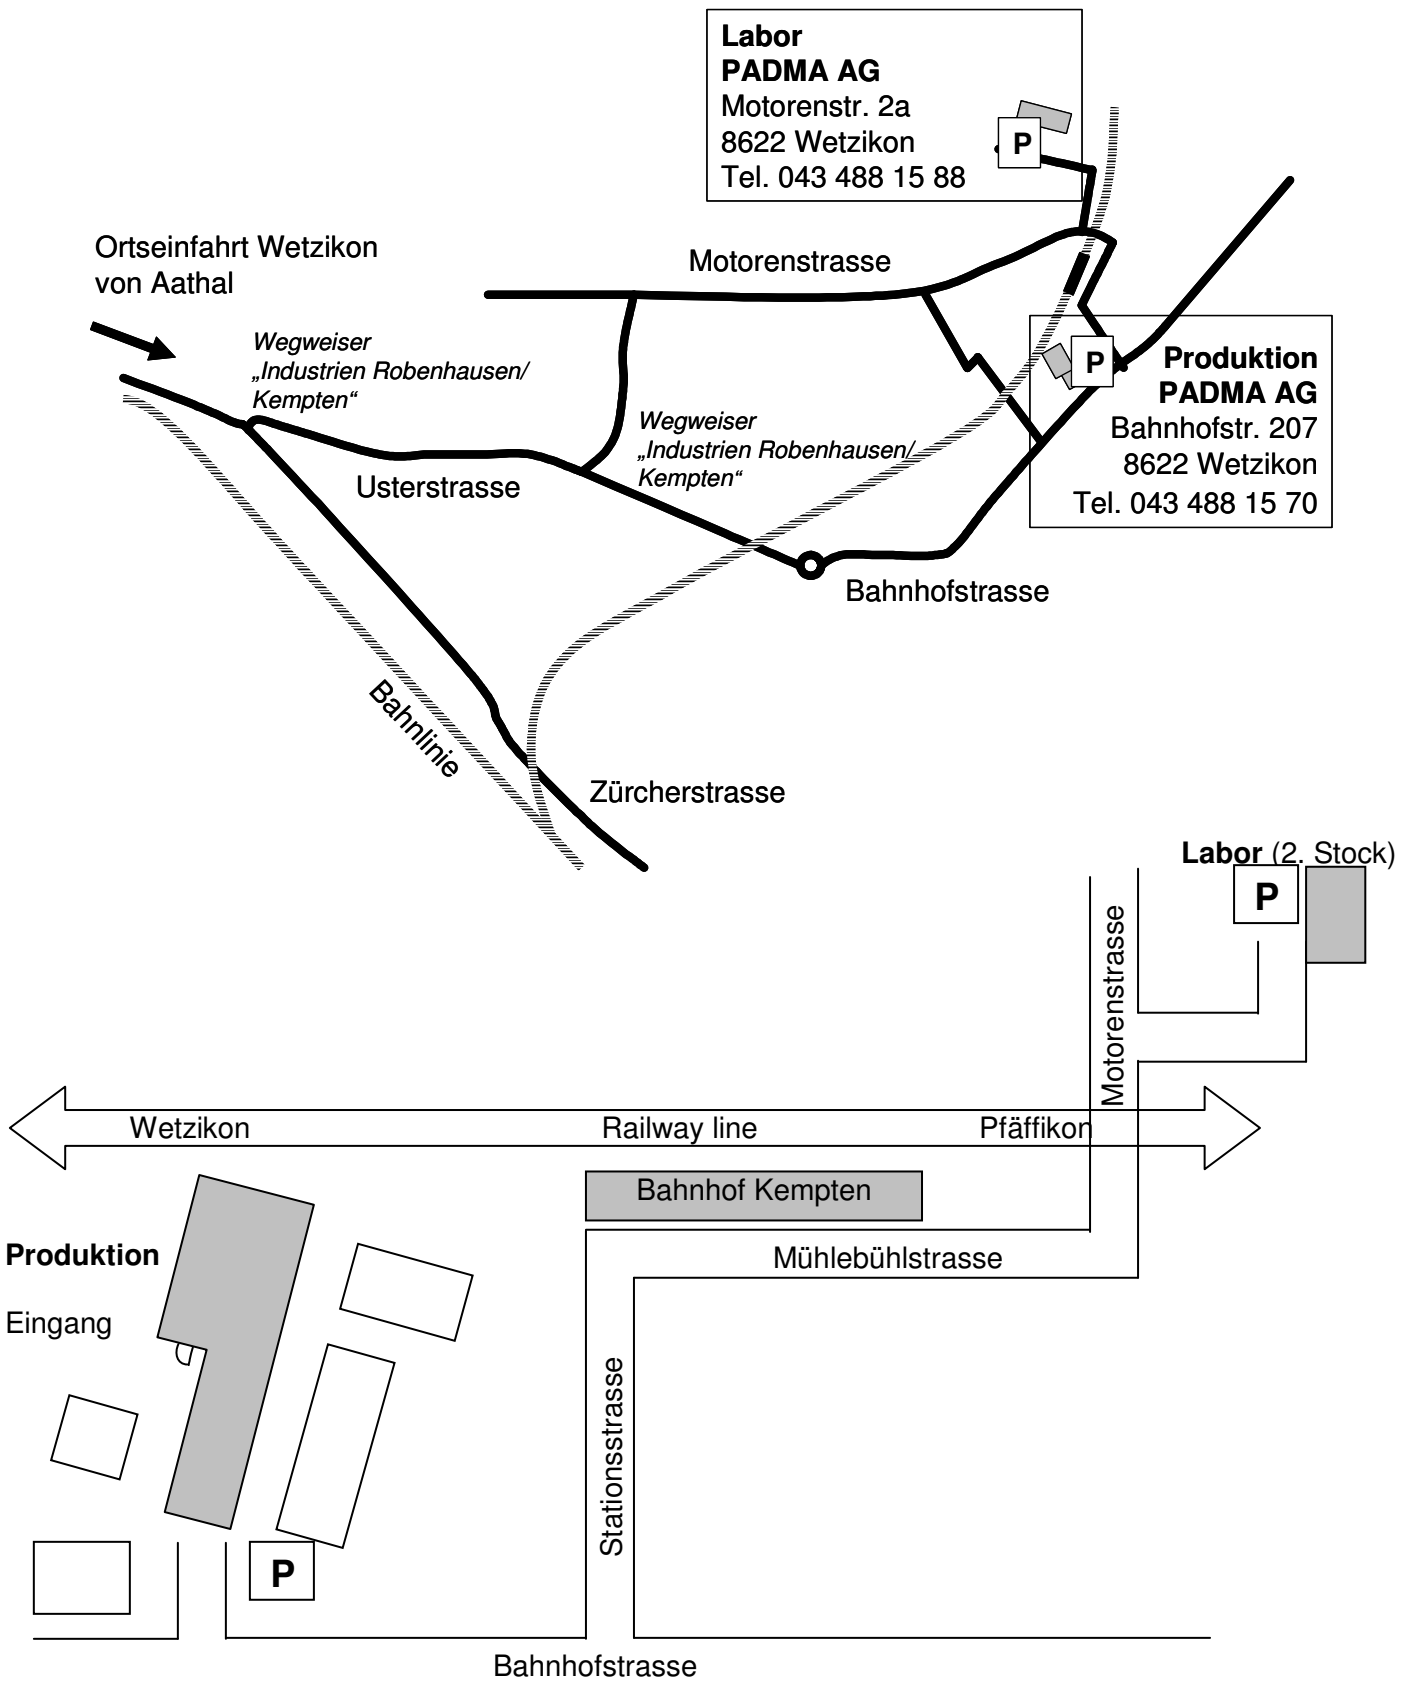 Labor
PADMA AG
Motorenstr. 2a
8622 Wetzikon
Tel. 043 488 15 88
P
Ortseinfahrt Wetzikon
von Aathal
Motorenstrasse
Wegweiser
„Industrien Robenhausen/
Kempten“
P
Produktion
PADMA AG
Bahnhofstr. 207
8622 Wetzikon
Tel. 043 488 15 70
Wegweiser
„Industrien Robenhausen/
Kempten“
Usterstrasse
Bahnhofstrasse
Bahnlinie
Zürcherstrasse
Labor (2. Stock)
P
Motorenstrasse
Wetzikon
Railway line
Pfäffikon
Bahnhof Kempten
Produktion
Mühlebühlstrasse
Eingang
Stationsstrasse
P
Bahnhofstrasse